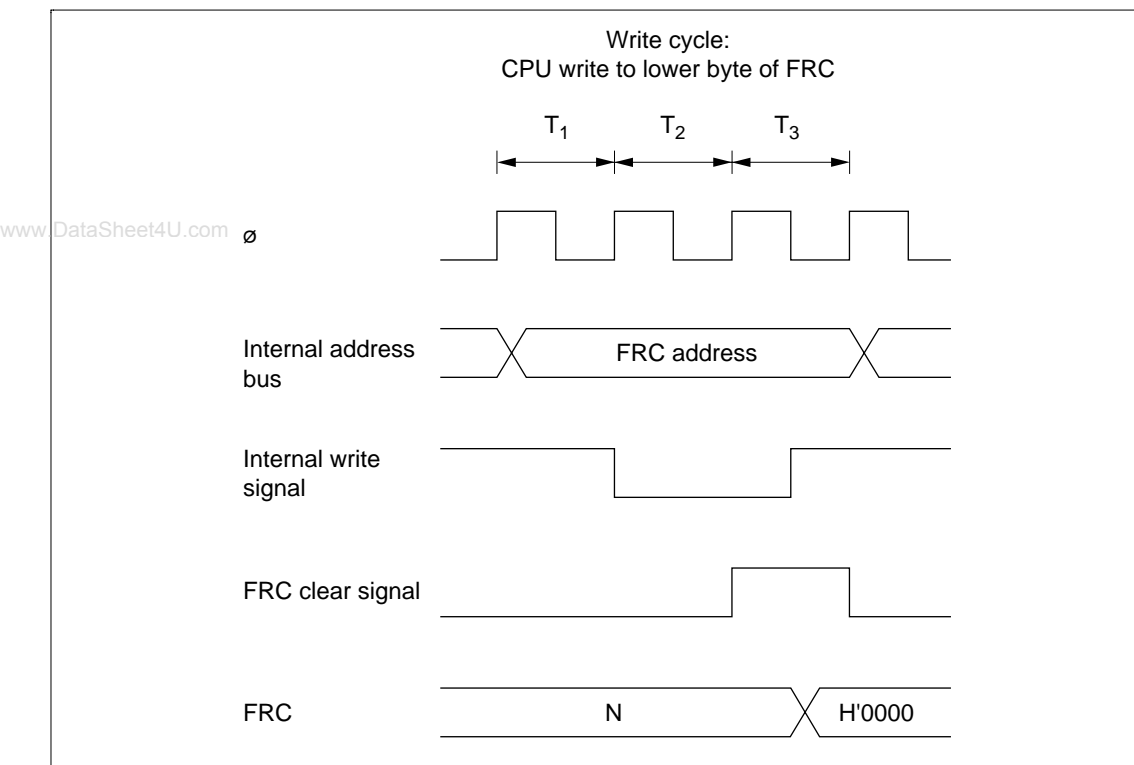 Write cycle:
CPU write to lower byte of FRC
T1 T2 T3
www.DataSheet4U.com
ø
Internal address
bus
FRC address
Internal write
signal
FRC clear signal
FRC
N
H'0000